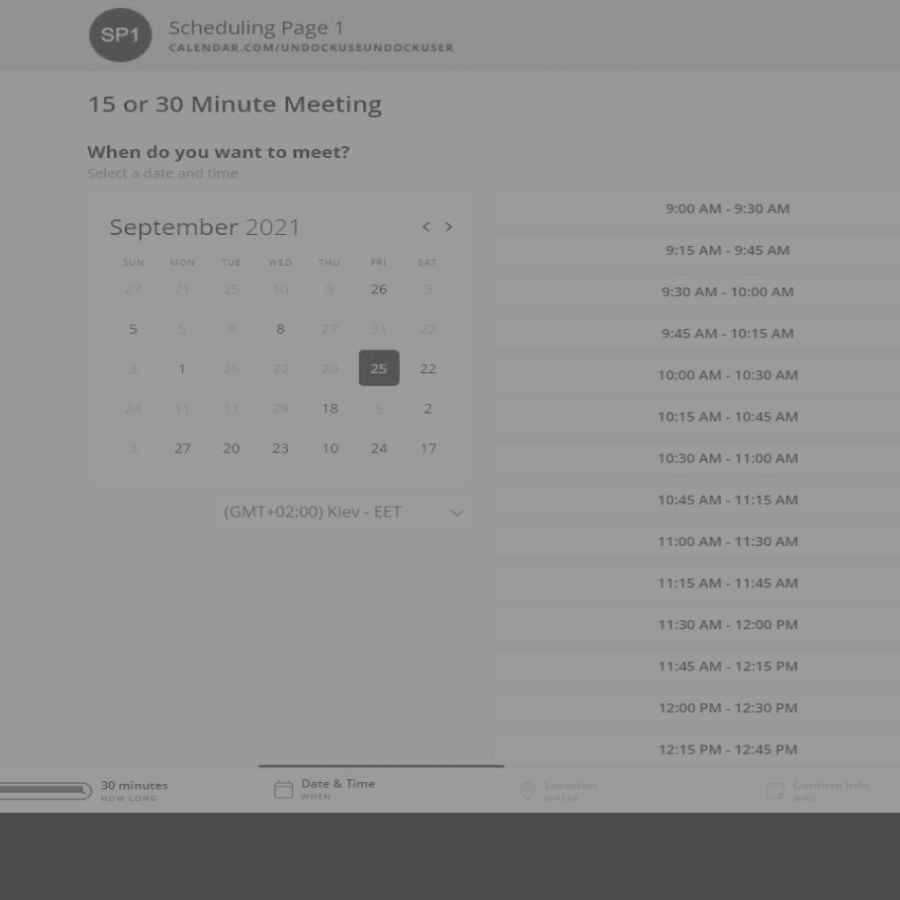 SP1
Scheduling Page 1
CALENDAR.COM/UNDOCKUSEUNDOCKUSER
15 or 30 Minute Meeting
When do you want to meet?
Select a date and time
September 2021
< >
SUN MON TUE WED THU FRI SAT
27 21 25 10 9 26 3
5 5 8 8 27 31 22
3 1 26 22 20 25 22
24 11 11 29 18 5 2
3 27 20 23 10 24 17
(GMT+02:00) Kiev - EET
9:00 AM - 9:30 AM
9:15 AM - 9:45 AM
9:30 AM - 10:00 AM
9:45 AM - 10:15 AM
10:00 AM - 10:30 AM
10:15 AM - 10:45 AM
10:30 AM - 11:00 AM
10:45 AM - 11:15 AM
11:00 AM - 11:30 AM
11:15 AM - 11:45 AM
11:30 AM - 12:00 PM
11:45 AM - 12:15 PM
12:00 PM - 12:30 PM
12:15 PM - 12:45 PM
30 minutes
HOW LONG
Date & Time
WHEN
Location
WHERE
Confirm Info
WHO